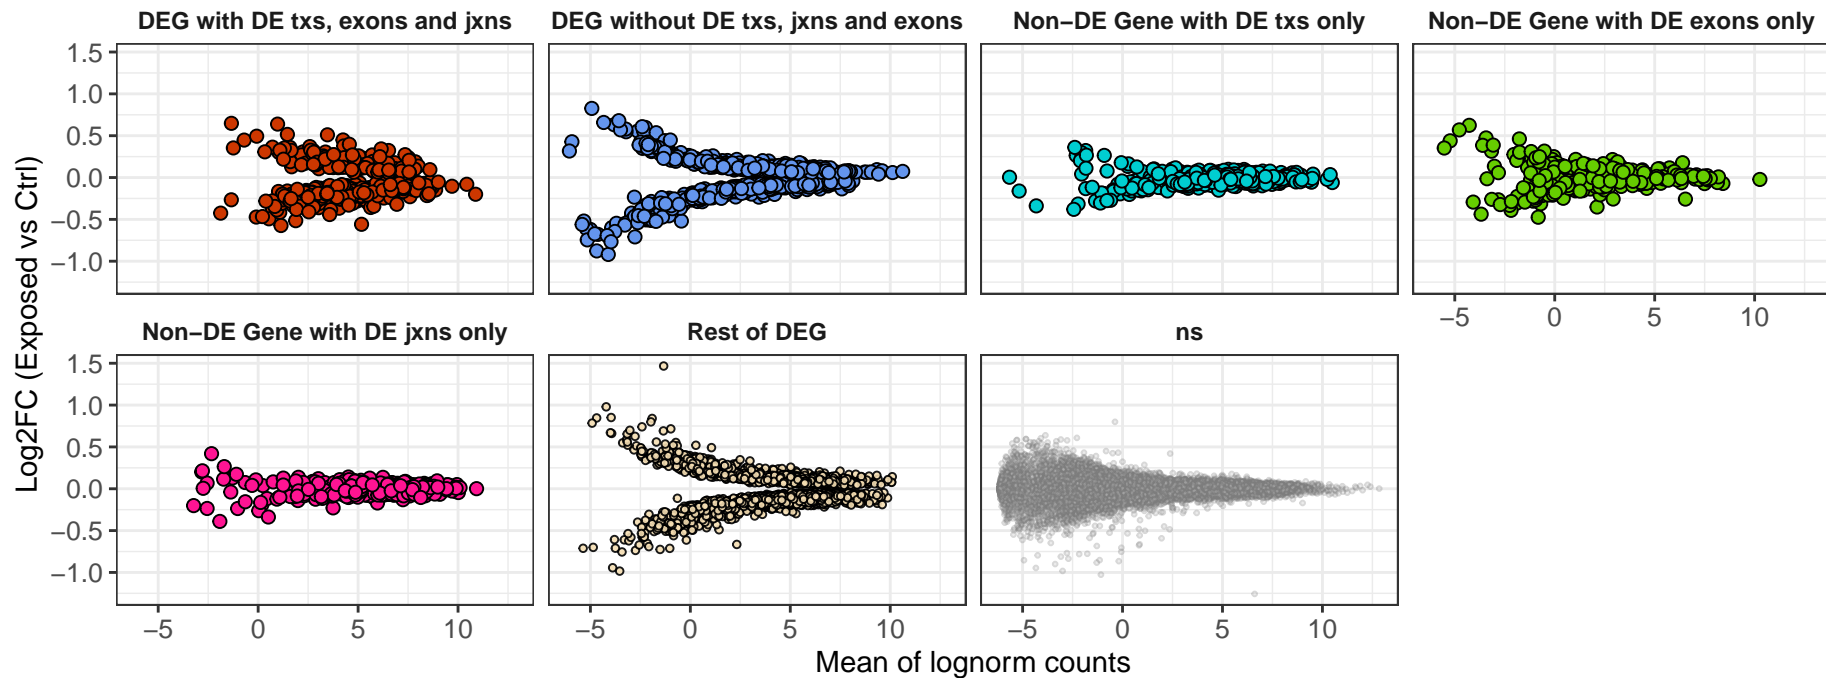 DEG with DE txs, exons and jxns
DEG without DE txs, jxns and exons
Non−DE Gene with DE txs only
Non−DE Gene with DE exons only
1.5
1.0
0.5
0.0
−0.5
−1.0
−5 0 5 10
Non−DE Gene with DE jxns only
Rest of DEG
ns
1.5
1.0
0.5
0.0
−0.5
−1.0
−5 0 5 10
−5 0 5 10
−5 0 5 10
Log2FC (Exposed vs Ctrl)
Mean of lognorm counts